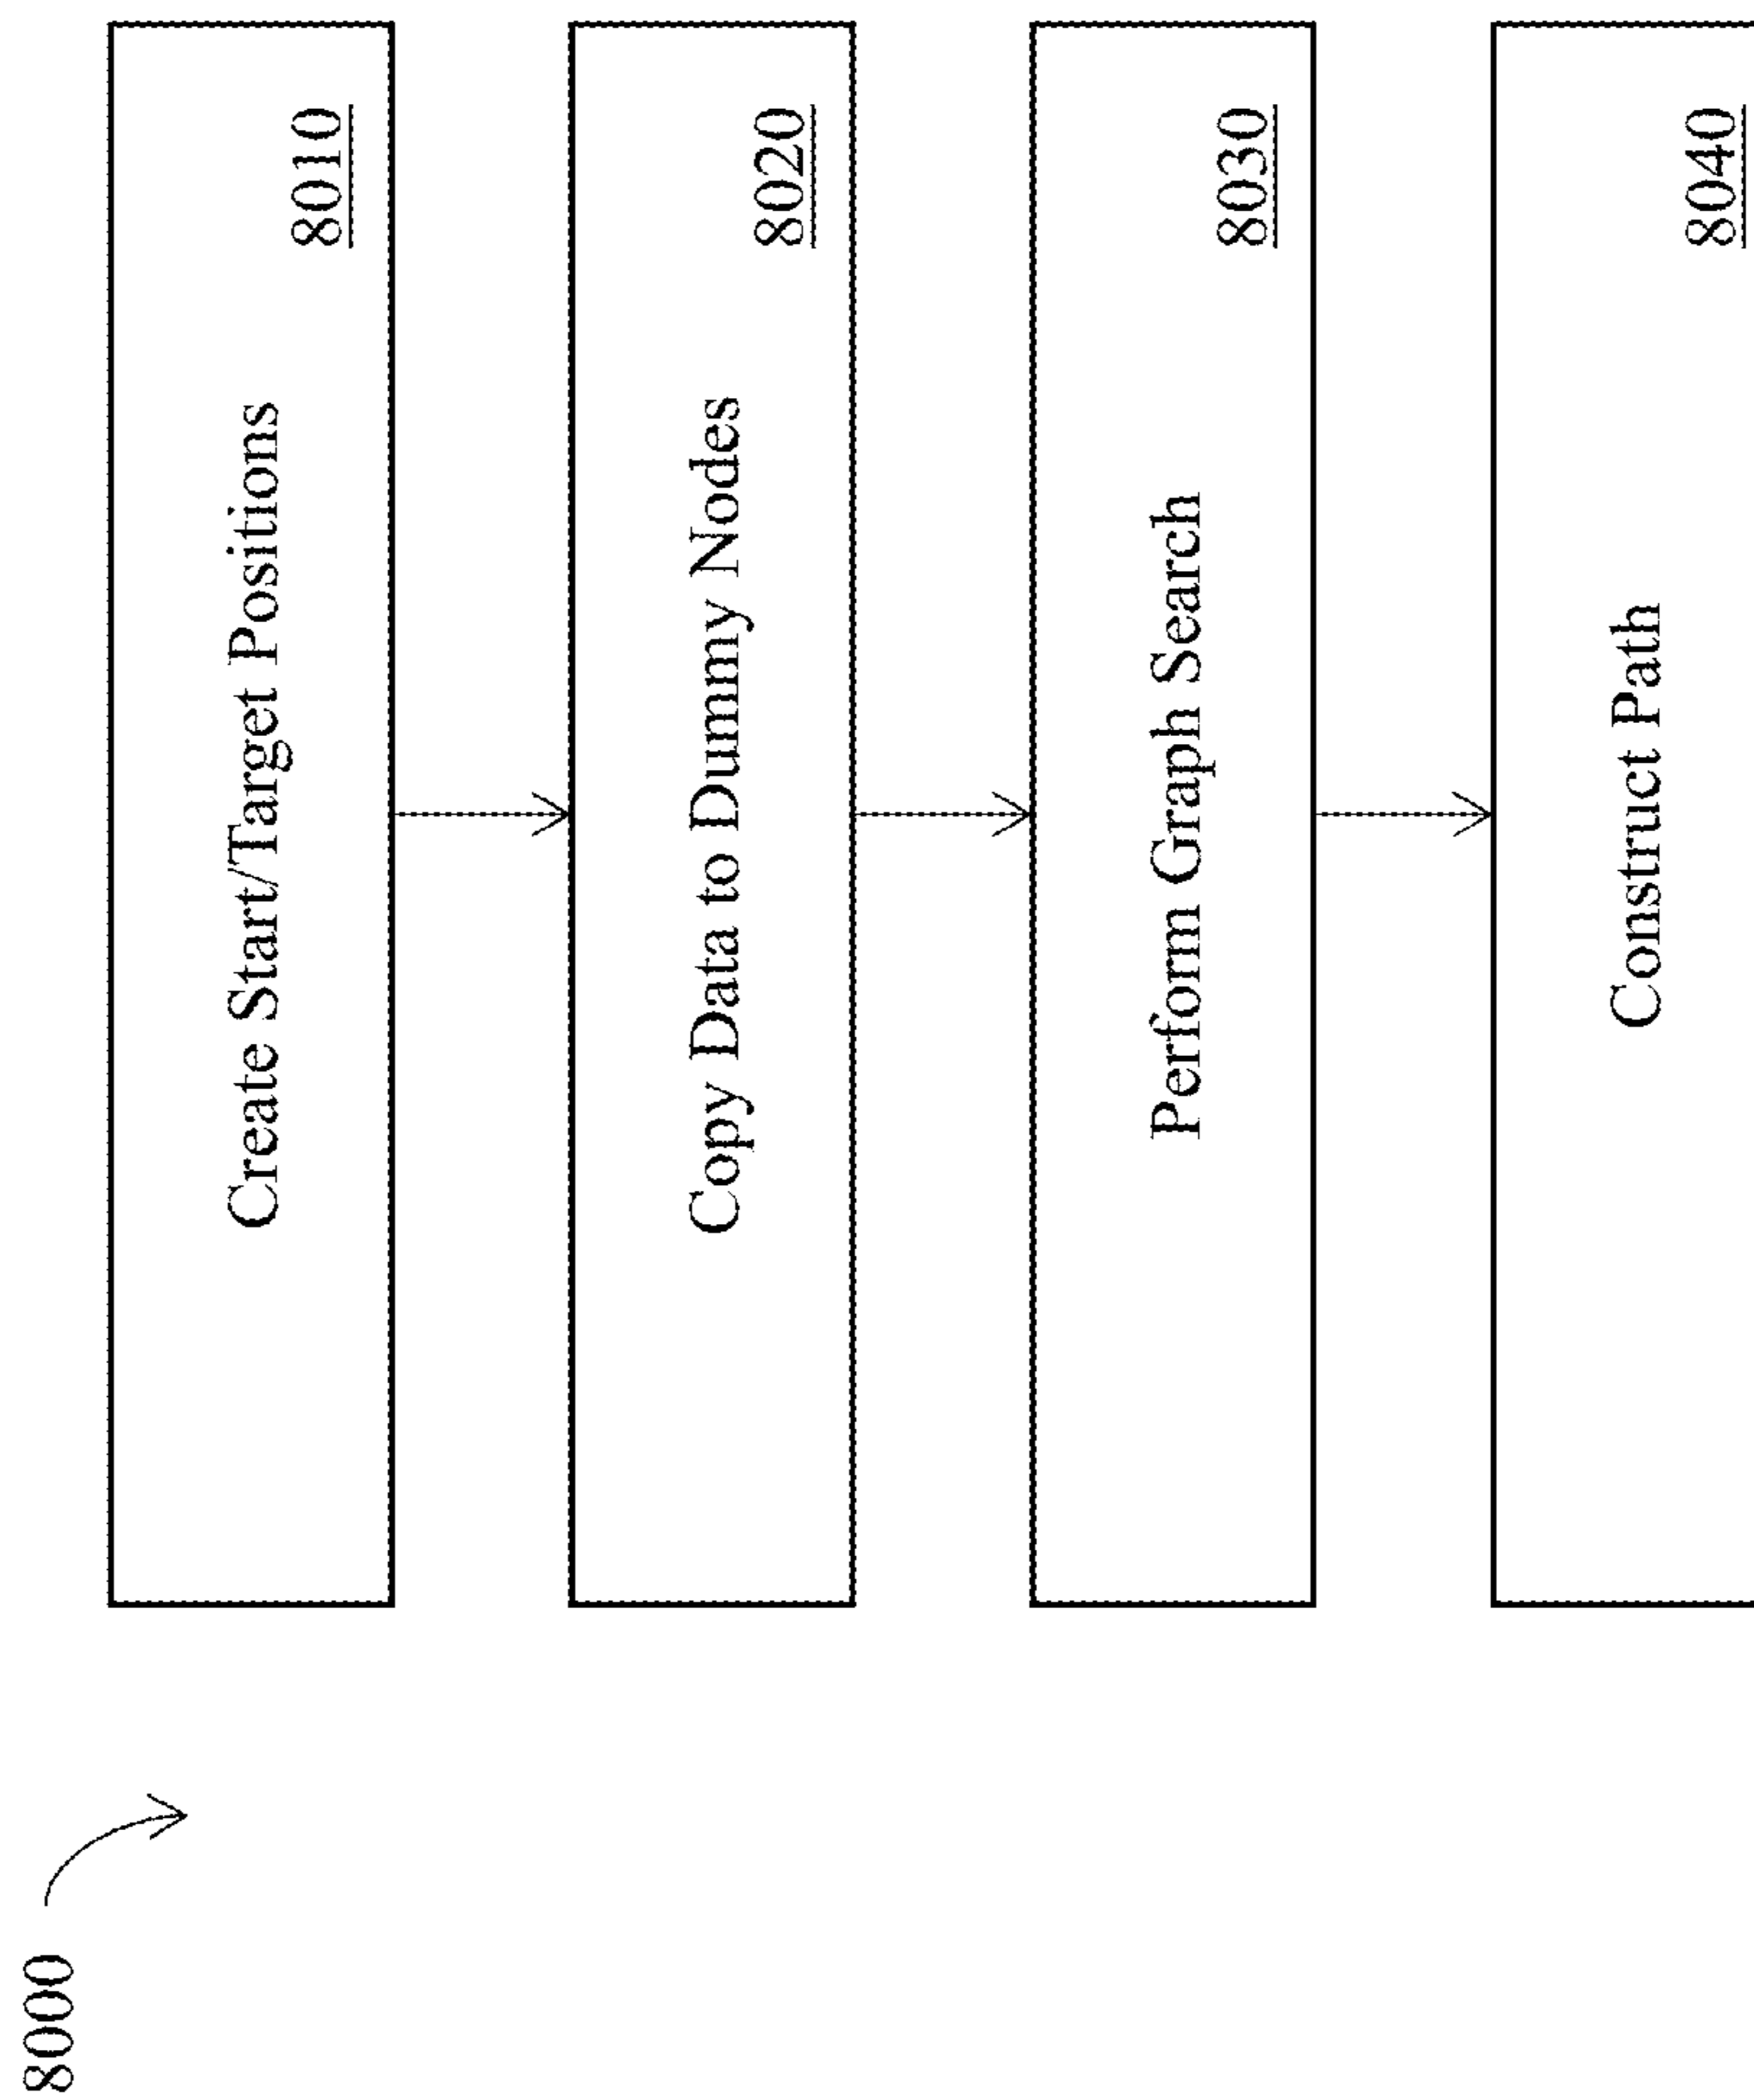 8000
Create Start/Target Positions
8010
Copy Data to Dummy Nodes
8020
Perform Graph Search
8030
Construct Path
8040